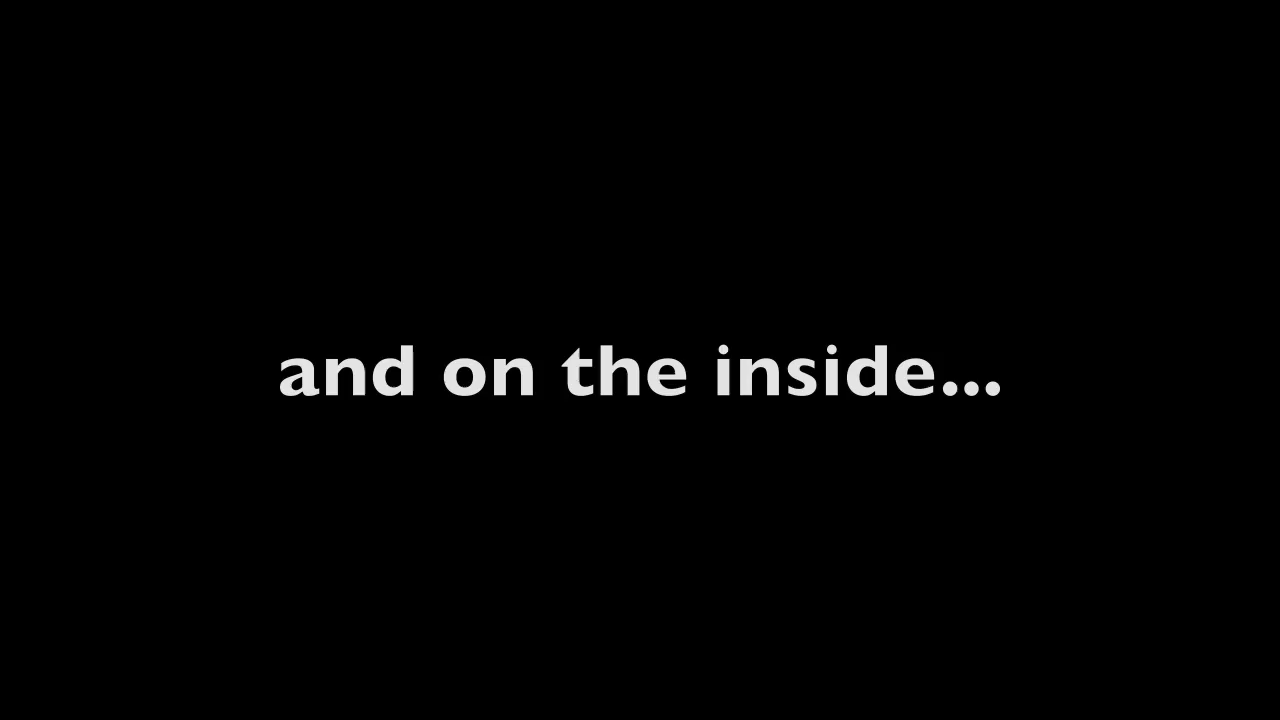 and on the inside...